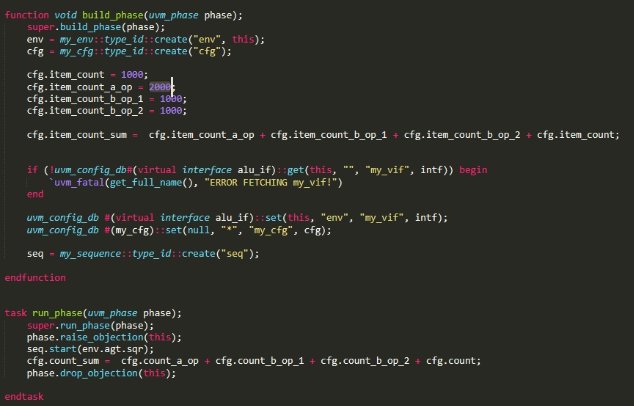 function void build_phase(uvm_phase phase);
super.build_phase(phase);
env = my_env::type_id::create("env", this);
cfg = my_cfg::type_id::create("cfg");
cfg.item_count = 1000;
cfg.item_count_a_op = 2000;
cfg.item_count_b_op_1 = 1000;
cfg.item_count_b_op_2 = 1000;
cfg.item_count_sum = cfg.item_count_a_op + cfg.item_count_b_op_1 + cfg.item_count_b_op_2 + cfg.item_count;
if (!uvm_config_db#(virtual interface alu_if)::get(this, "", "my_vif", intf)) begin
`uvm_fatal(get_full_name(), "ERROR FETCHING my_vif!")
end
uvm_config_db #(virtual interface alu_if)::set(this, "env", "my_vif", intf);
uvm_config_db #(my_cfg)::set(null, "*", "my_cfg", cfg);
seq = my_sequence::type_id::create("seq");
endfunction
task run_phase(uvm_phase phase);
super.run_phase(phase);
phase.raise_objection(this);
seq.start(env.agt.sqr);
cfg.count_sum = cfg.count_a_op + cfg.count_b_op_1 + cfg.count_b_op_2 + cfg.count;
phase.drop_objection(this);
endtask